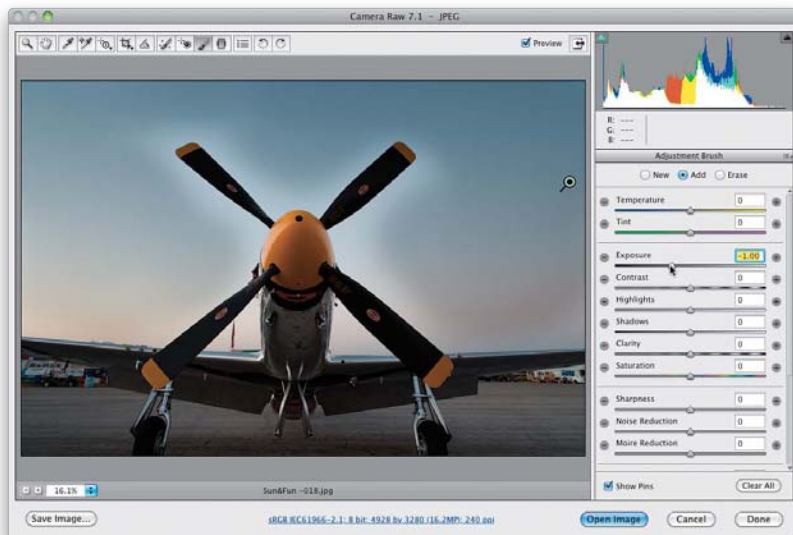 Camera Raw 7.1 - JPEG
Preview
R: ---
G: ---
B: ---
Adjustment Brush
New Add Erase
Temperature 0
Tint 0
Exposure -1.00
Contrast 0
Highlights 0
Shadows 0
Clarity 0
Saturation 0
Sharpness 0
Noise Reduction 0
Moire Reduction 0
16.1% Sun&Fun -018.jpg
Show Pins Clear All
Save Image... sRGB IEC61966-2.1; 8 bit; 4928 by 3280 (16.2MP); 240 ppi Open Image Cancel Done